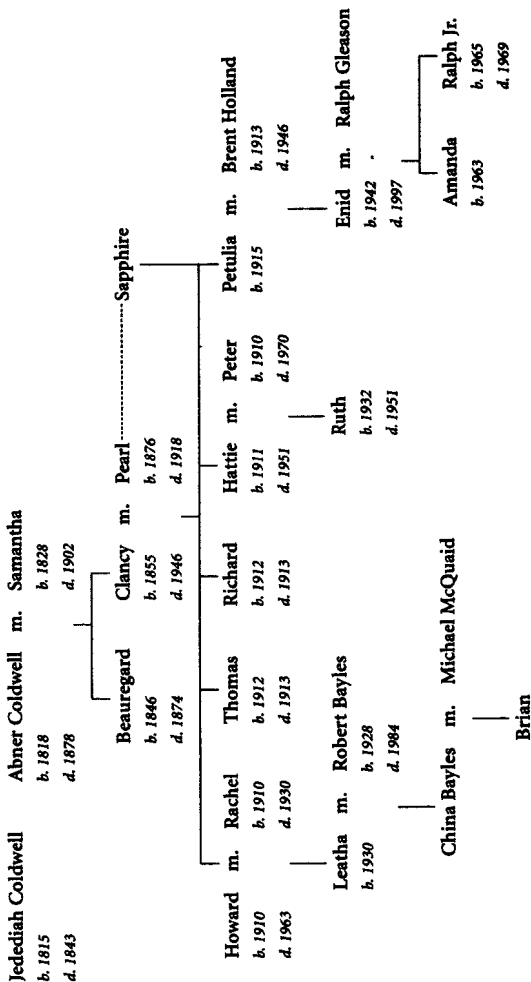 Jedediah Coldwell
b. 1815
d. 1843
Abner Coldwell m. Samantha
b. 1818
d. 1878
b. 1828
d. 1902
Beauregard
b. 1846
d. 1874
Clancy m. Pearl
b. 1855
d. 1946
b. 1876
d. 1918
Sapphire
Howard m. Rachel
b. 1910
d. 1963
b. 1910
d. 1930
Thomas
b. 1912
d. 1913
Richard
b. 1912
d. 1913
Hattie m. Peter
b. 1911
d. 1951
b. 1910
d. 1970
Petulia m. Brent Holland
b. 1915
b. 1913
d. 1946
Leatha m. Robert Bayles
b. 1930
b. 1928
d. 1984
Ruth
b. 1932
d. 1951
Enid m. Ralph Gleason
b. 1942
d. 1997
China Bayles m. Michael McQuaid
Amanda
b. 1963
Ralph Jr.
b. 1965
d. 1969
Brian